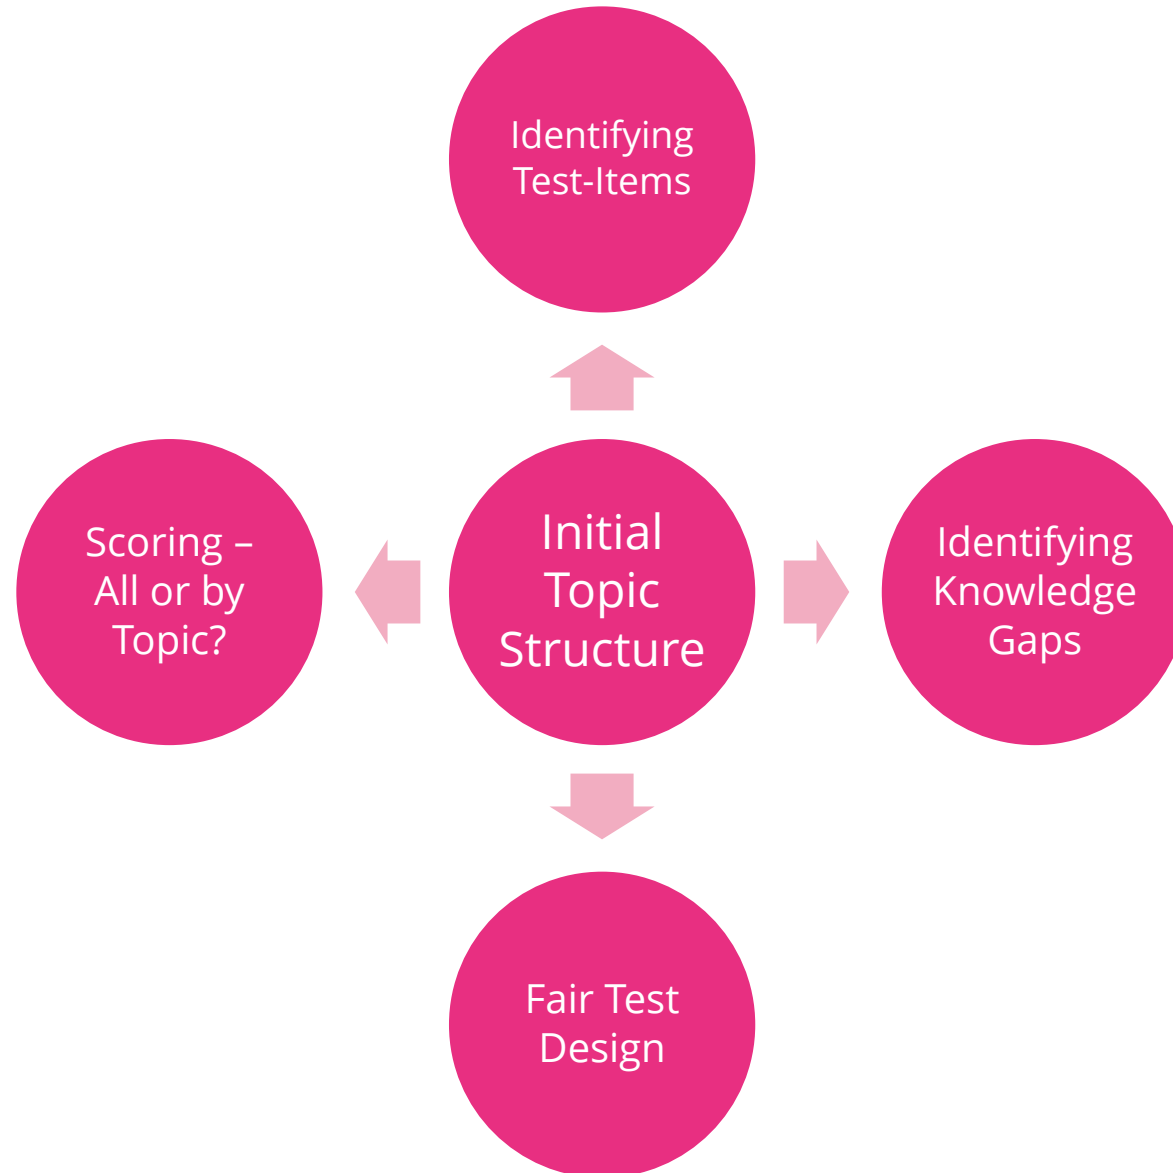 Identifying
Test-Items
Scoring –
All or by
Topic?
Initial
Topic
Structure
Identifying
Knowledge
Gaps
Fair Test
Design